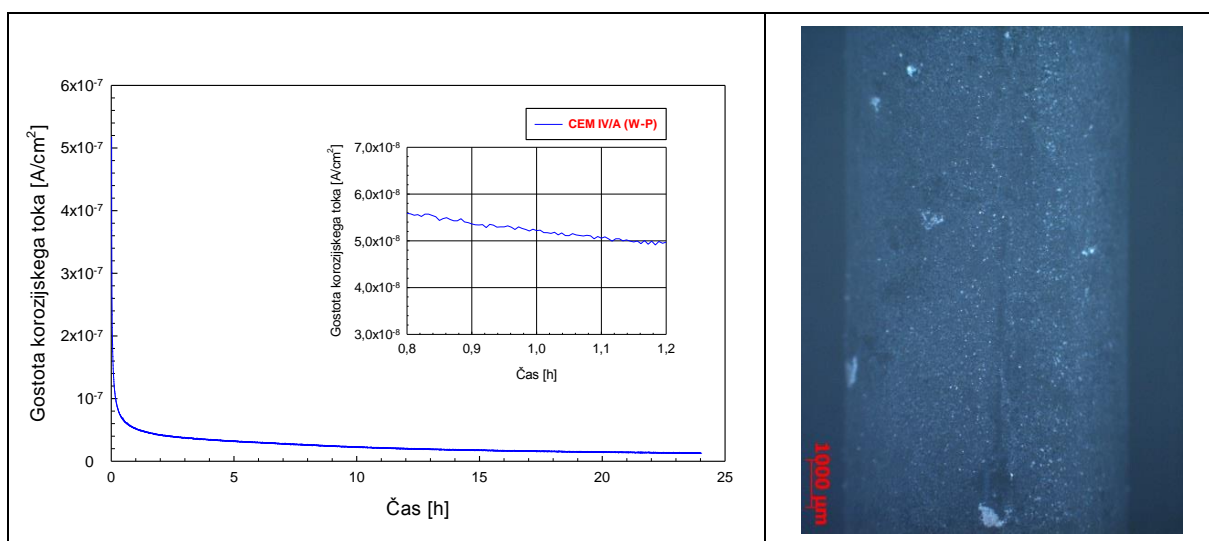 6x10-7
5x10-7
4x10-7
3x10-7
2x10-7
10-7
0
Gostota korozijskega toka [A/cm2]
0 5 10 15 20 25
Čas [h]
CEM IV/A (W-P)
7,0x10-8
6,0x10-8
5,0x10-8
4,0x10-8
3,0x10-8
Gostota korozijskega toka [A/cm2]
0,8 0,9 1,0 1,1 1,2
Čas [h]
1000 µm